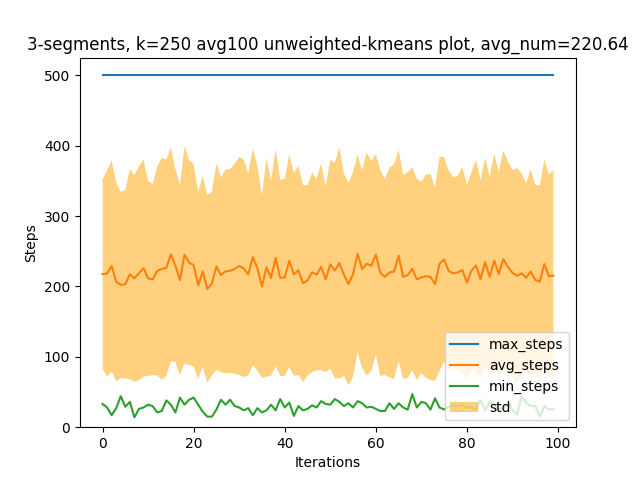 3-segments, k=250 avg100 unweighted-kmeans plot, avg_num=220.64
500
400
300
200
100
0
Steps
max_steps
avg_steps
min_steps
std
0 20 40 60 80 100
Iterations